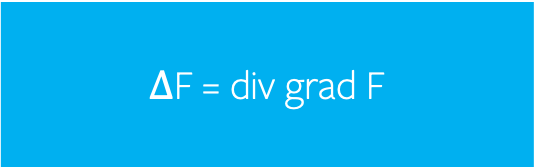 ΔF = div grad F